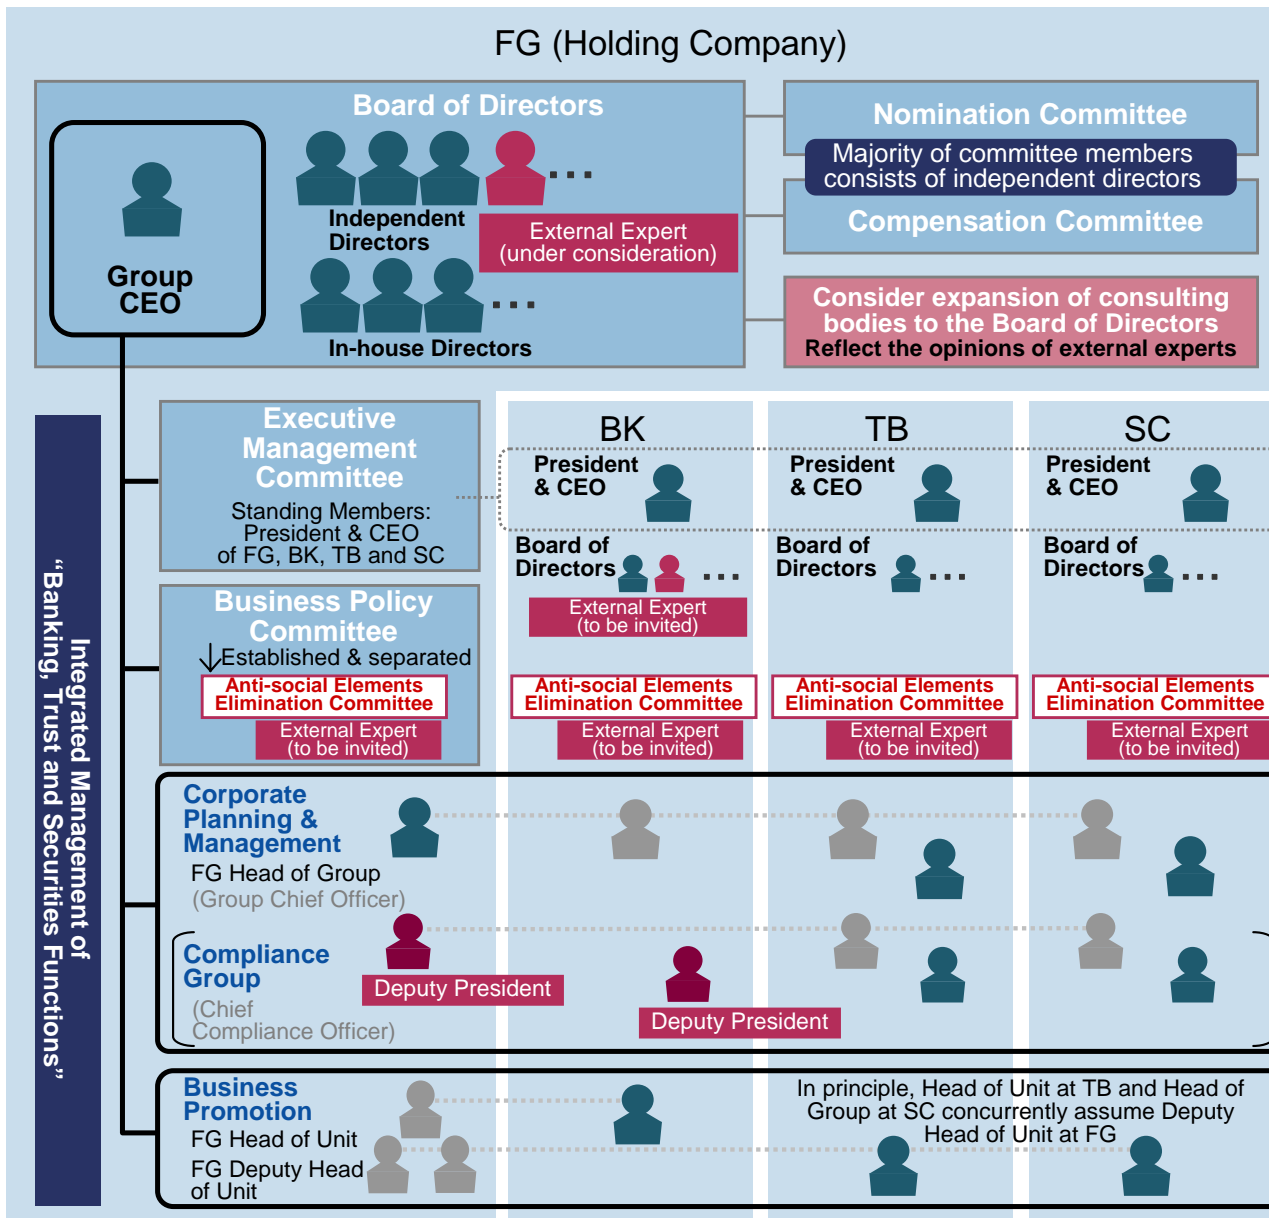 FG (Holding Company)
Board of Directors
Group
CEO
Independent
Directors
External Expert
(under consideration)
In-house Directors
Nomination Committee
Majority of committee members
consists of independent directors
Compensation Committee
Consider expansion of consulting
bodies to the Board of Directors
Reflect the opinions of external experts
Integrated Management of
“Banking, Trust and Securities Functions”
Executive
Management
Committee
Standing Members:
President & CEO
of FG, BK, TB and SC
BK
TB
SC
President
& CEO
President
& CEO
President
& CEO
Board of
Directors
Board of
Directors
Board of
Directors
External Expert
(to be invited)
Business Policy
Committee
Established & separated
Anti-social Elements
Elimination Committee
External Expert
(to be invited)
Anti-social Elements
Elimination Committee
External Expert
(to be invited)
Anti-social Elements
Elimination Committee
External Expert
(to be invited)
Anti-social Elements
Elimination Committee
External Expert
(to be invited)
Corporate
Planning &
Management
FG Head of Group
(Group Chief Officer)
Compliance
Group
(Chief
Compliance Officer)
Deputy President
Deputy President
Business
Promotion
FG Head of Unit
FG Deputy Head
of Unit
In principle, Head of Unit at TB and Head of
Group at SC concurrently assume Deputy
Head of Unit at FG